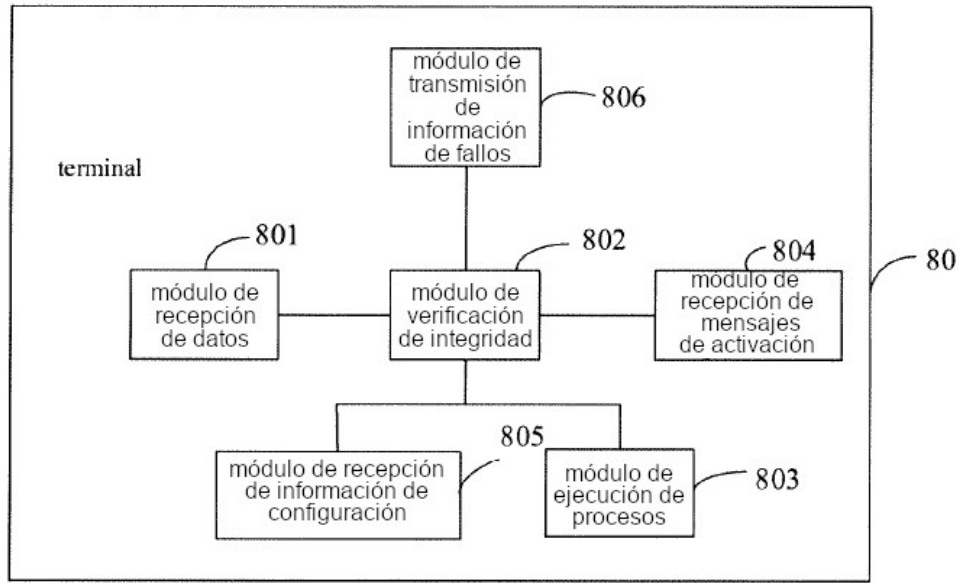 módulo de
transmisión
de
información
de fallos
806
terminal
801
802
804
80
módulo de
recepción
de datos
módulo de
verificación
de integridad
módulo de
recepción de
mensajes
de activación
805
módulo de recepción
de información de
configuración
módulo de
ejecución de
procesos
803